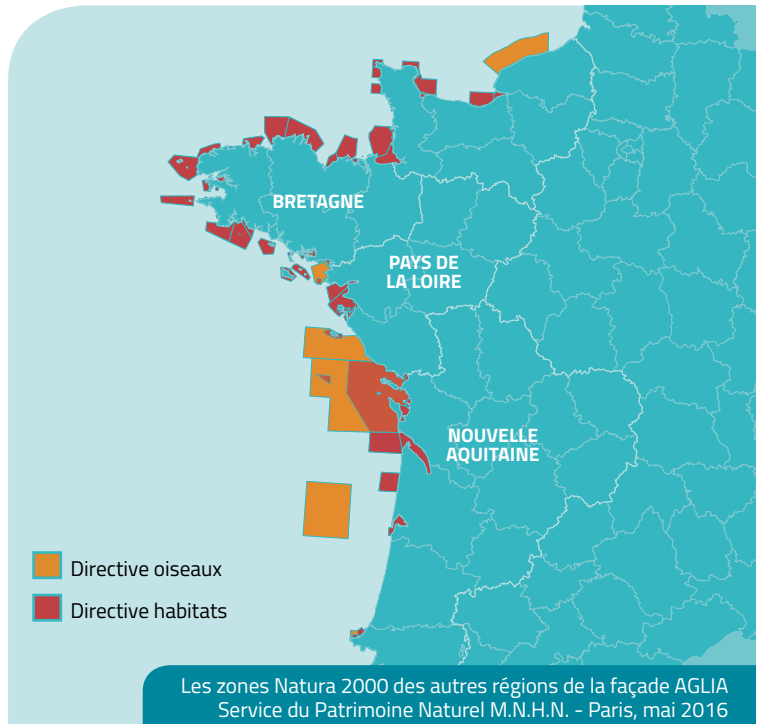 BRETAGNE
PAYS DE
LA LOIRE
NOUVELLE
AQUITAINE
Directive oiseaux
Directive habitats
Les zones Natura 2000 des autres régions de la façade AGLIA
Service du Patrimoine Naturel M.N.H.N. - Paris, mai 2016